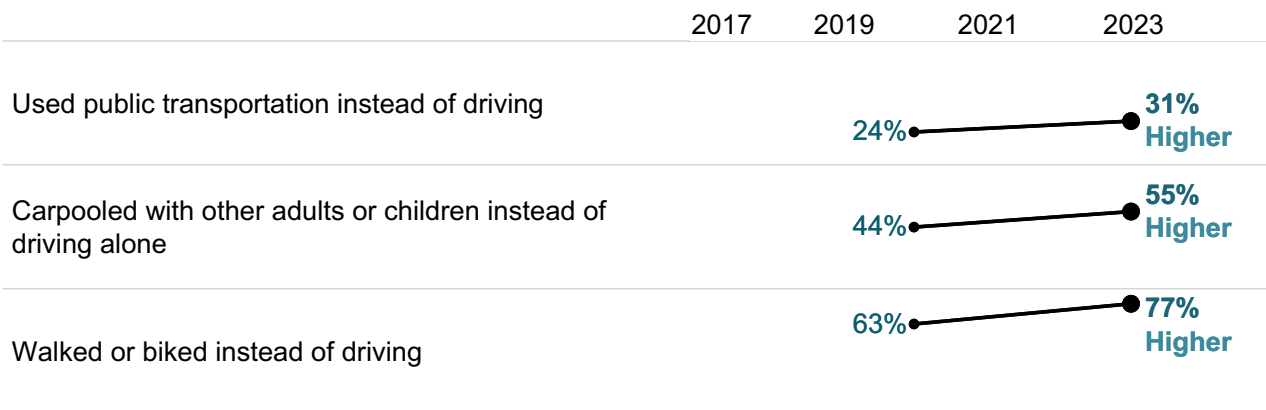 2017 2019 2021 2023
Used public transportation instead of driving
24%
31%
Higher
Carpooled with other adults or children instead of
driving alone
44%
55%
Higher
Walked or biked instead of driving
63%
77%
Higher